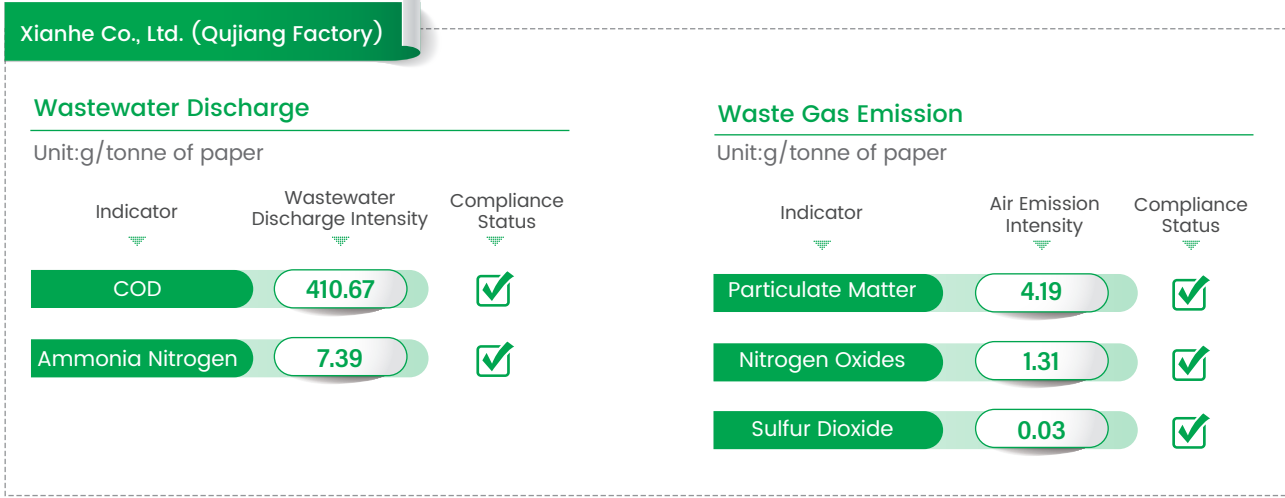 Xianhe Co., Ltd. (Qujiang Factory)
Wastewater Discharge
Unit:g/tonne of paper
Indicator
Wastewater
Discharge Intensity
Compliance
Status
COD
410.67
Ammonia Nitrogen
7.39
Waste Gas Emission
Unit:g/tonne of paper
Indicator
Air Emission
Intensity
Compliance
Status
Particulate Matter
4.19
Nitrogen Oxides
1.31
Sulfur Dioxide
0.03